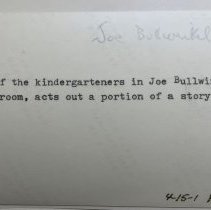 Joe Bullwinkel
f the kindergarteners in Joe Bullwi
room, acts out a portion of a story
4-15-1